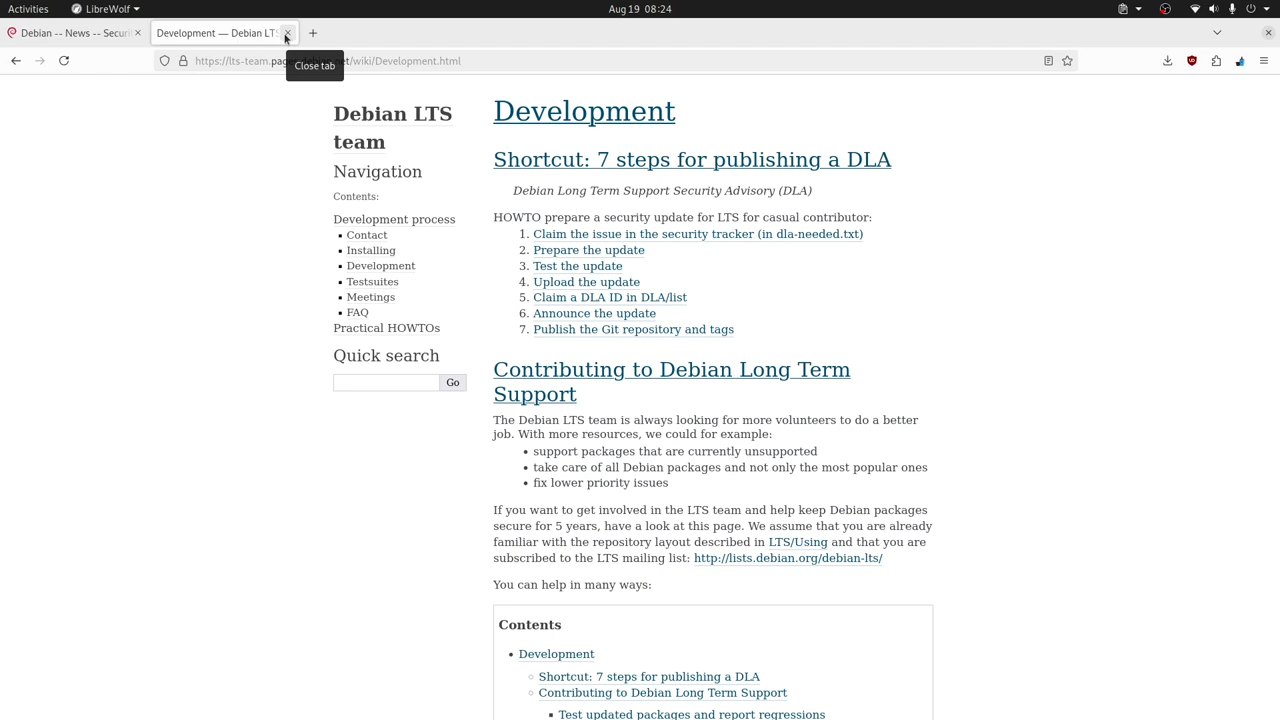 Activities
LibreWolf
Aug 19 08:24
Debian -- News -- Securi
Development — Debian LTS
Close tab
https://lts-team.pages.debian.net/wiki/Development.html
Debian LTS
team
Navigation
Contents:
Development process
Contact
Installing
Development
Testsuites
Meetings
FAQ
Practical HOWTOs
Quick search
Go
Development
Shortcut: 7 steps for publishing a DLA
Debian Long Term Support Security Advisory (DLA)
HOWTO prepare a security update for LTS for casual contributor:
1. Claim the issue in the security tracker (in dla-needed.txt)
2. Prepare the update
3. Test the update
4. Upload the update
5. Claim a DLA ID in DLA/list
6. Announce the update
7. Publish the Git repository and tags
Contributing to Debian Long Term
Support
The Debian LTS team is always looking for more volunteers to do a better
job. With more resources, we could for example:
• support packages that are currently unsupported
• take care of all Debian packages and not only the most popular ones
• fix lower priority issues
If you want to get involved in the LTS team and help keep Debian packages
secure for 5 years, have a look at this page. We assume that you are already
familiar with the repository layout described in LTS/Using and that you are
subscribed to the LTS mailing list: http://lists.debian.org/debian-lts/
You can help in many ways:
Contents
• Development
◦ Shortcut: 7 steps for publishing a DLA
◦ Contributing to Debian Long Term Support
▪ Test updated packages and report regressions